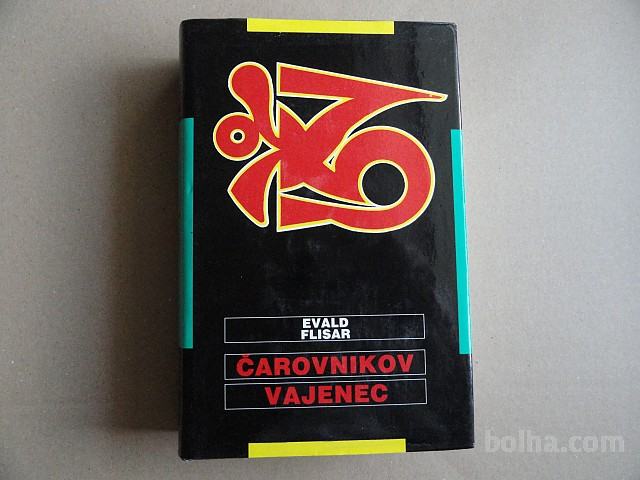 EVALD
FLISAR
ČAROVNIKOV
VAJENEC
bolha.com